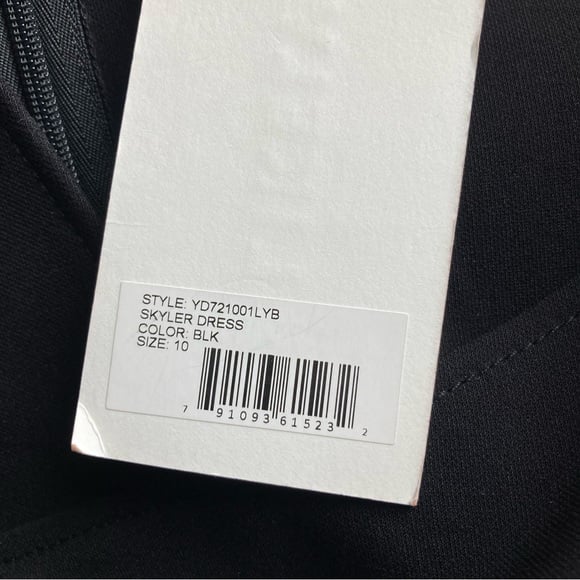 STYLE: YD721001LYB
SKYLER DRESS
COLOR: BLK
SIZE: 10
7 91093 61523 2